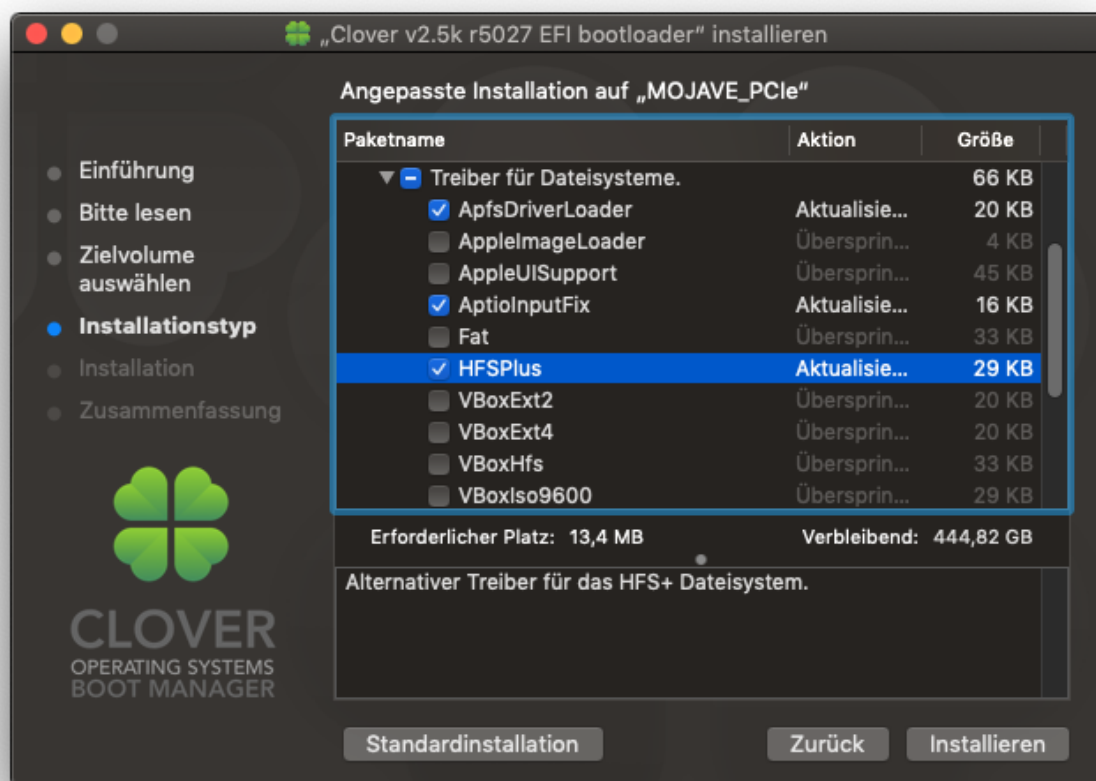 „Clover v2.5k r5027 EFI bootloader“ installieren
Angepasste Installation auf „MOJAVE_PCIe“
Einführung
Bitte lesen
Zielvolume
auswählen
Installationstyp
Installation
Zusammenfassung
CLOVER
OPERATING SYSTEMS
BOOT MANAGER
Paketname Aktion Größe
Treiber für Dateisysteme. 66 KB
ApfsDriverLoader Aktualisie... 20 KB
AppleImageLoader Übersprin... 4 KB
AppleUISupport Übersprin... 45 KB
AptioInputFix Aktualisie... 16 KB
Fat Übersprin... 33 KB
HFSPlus Aktualisie... 29 KB
VBoxExt2 Übersprin... 20 KB
VBoxExt4 Übersprin... 20 KB
VBoxHfs Übersprin... 33 KB
VBoxIso9600 Übersprin... 29 KB
Erforderlicher Platz: 13,4 MB Verbleibend: 444,82 GB
Alternativer Treiber für das HFS+ Dateisystem.
Standardinstallation Zurück Installieren